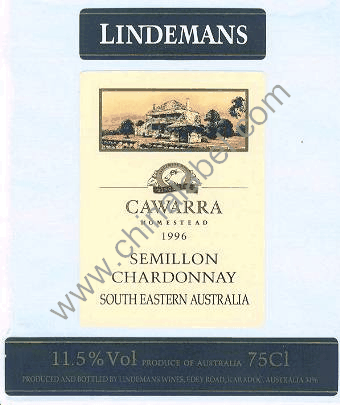 LINDEMANS
CAWARRA
HOMESTEAD
1996
SEMILLON
CHARDONNAY
SOUTH EASTERN AUSTRALIA
11.5% Vol PRODUCE OF AUSTRALIA 75Cl
PRODUCED AND BOTTLED BY LINDEMANS WINES, EDEY ROAD, KARADOC, AUSTRALIA 3496